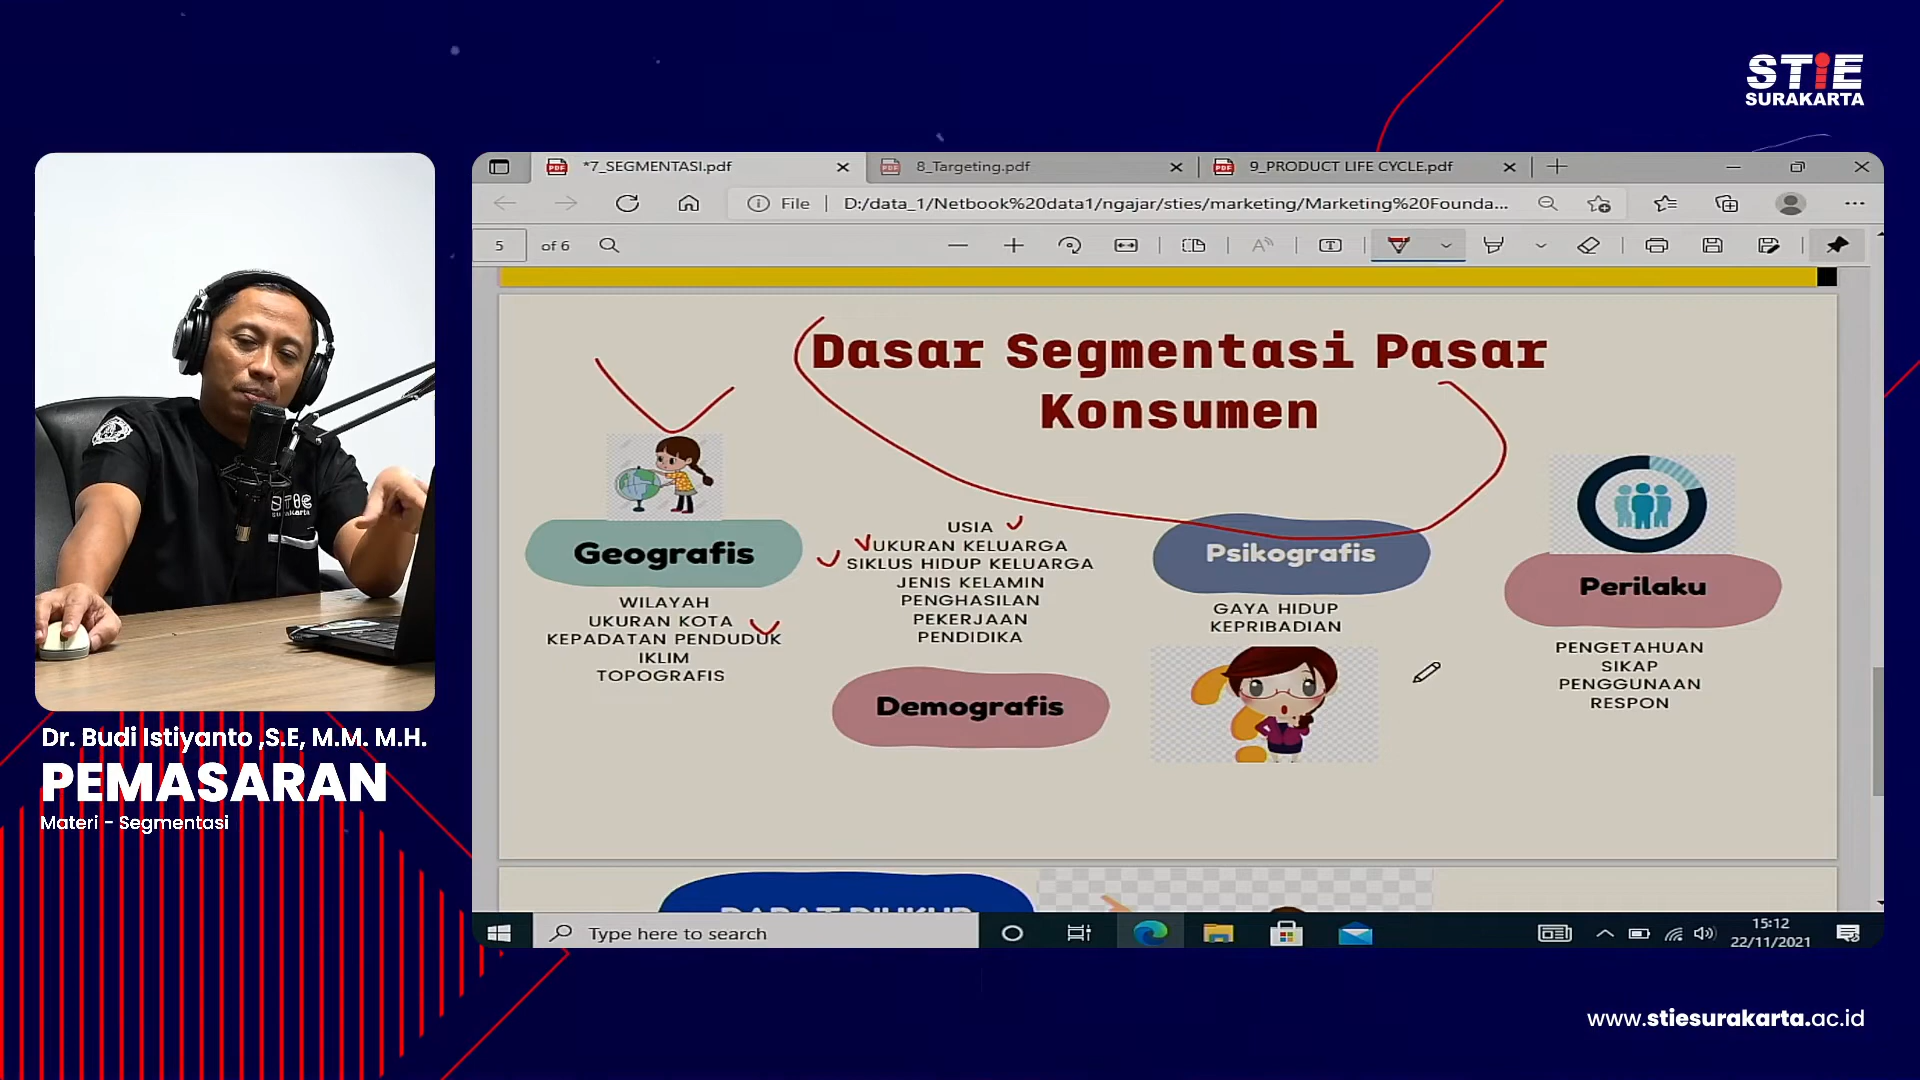 STiE
SURAKARTA
*7_SEGMENTASI.pdf
8_Targeting.pdf
9_PRODUCT LIFE CYCLE.pdf
File
D:/data_1/Netbook%20data1/ngajar/sties/marketing/Marketing%20Founda...
5 of 6
Dasar Segmentasi Pasar
Konsumen
Geografis
WILAYAH
UKURAN KOTA
KEPADATAN PENDUDUK
IKLIM
TOPOGRAFIS
USIA
UKURAN KELUARGA
SIKLUS HIDUP KELUARGA
JENIS KELAMIN
PENGHASILAN
PEKERJAAN
PENDIDIKA
Demografis
Psikografis
GAYA HIDUP
KEPRIBADIAN
Perilaku
PENGETAHUAN
SIKAP
PENGGUNAAN
RESPON
Type here to search
15:12
22/11/2021
STIE
Surakarta
Dr. Budi Istiyanto ,S.E, M.M. M.H.
PEMASARAN
Materi - Segmentasi
www.stiesurakarta.ac.id